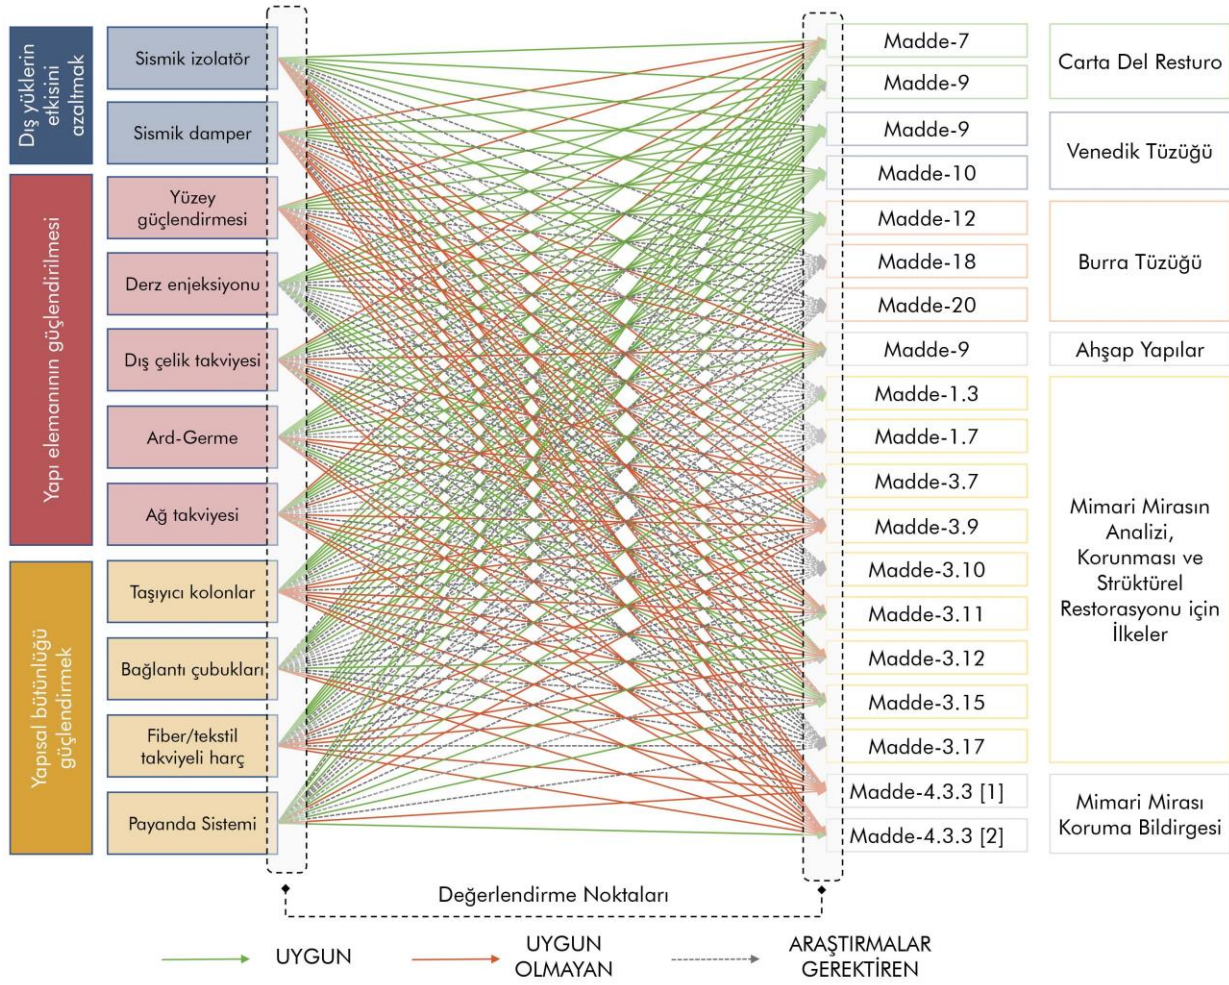 Dış yüklerin
etkisini
azaltmak
Sismik izolatör
Sismik damper
Yapı elemanının güçlendirilmesi
Yüzey
güçlendirmesi
Derz enjeksiyonu
Dış çelik takviyesi
Ard-Germe
Ağ takviyesi
Yapısal bütünlüğü
güçlendirmek
Taşıyıcı kolonlar
Bağlantı çubukları
Fiber/tekstil
takviyeli harç
Payanda Sistemi
Madde-7
Madde-9
Madde-9
Madde-10
Madde-12
Madde-18
Madde-20
Madde-9
Madde-1.3
Madde-1.7
Madde-3.7
Madde-3.9
Madde-3.10
Madde-3.11
Madde-3.12
Madde-3.15
Madde-3.17
Madde-4.3.3 [1]
Madde-4.3.3 [2]
Carta Del Resturo
Venedik Tüzüğü
Burra Tüzüğü
Ahşap Yapılar
Mimari Mirasın
Analizi,
Korunması ve
Strüktürel
Restorasyonu için
İlkeler
Mimari Mirası
Koruma Bildirgesi
Değerlendirme Noktaları
UYGUN
UYGUN
OLMAYAN
ARAŞTIRMALAR
GEREKTİREN